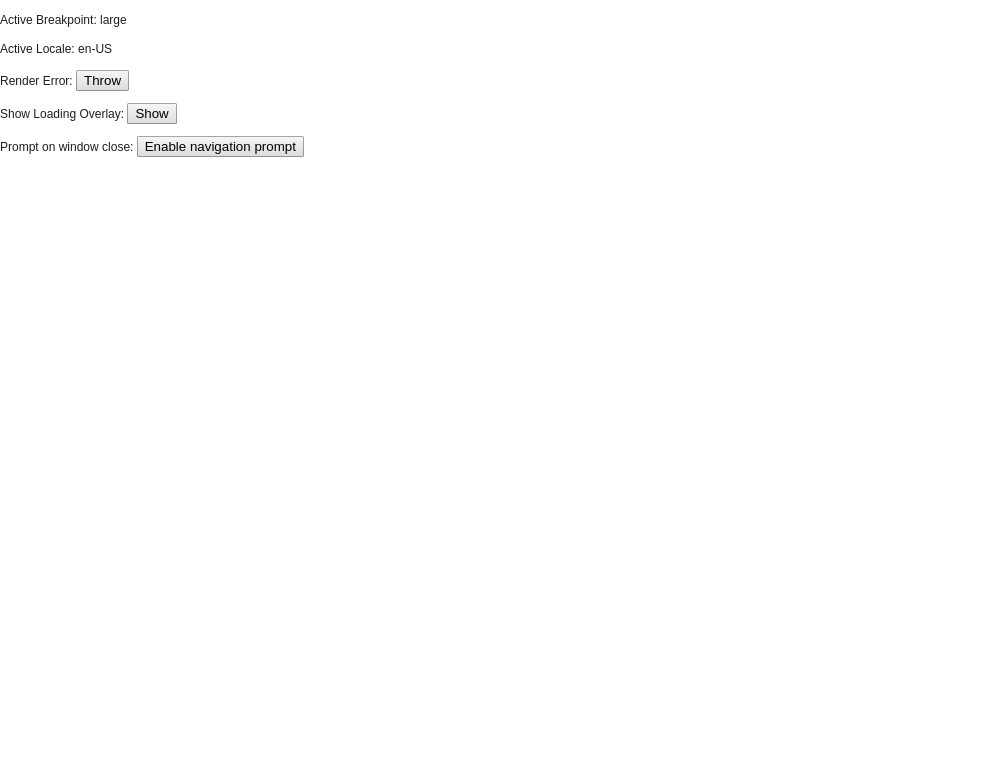 Active Breakpoint: large
Active Locale: en-US
Render Error: Throw
Show Loading Overlay: Show
Prompt on window close: Enable navigation prompt